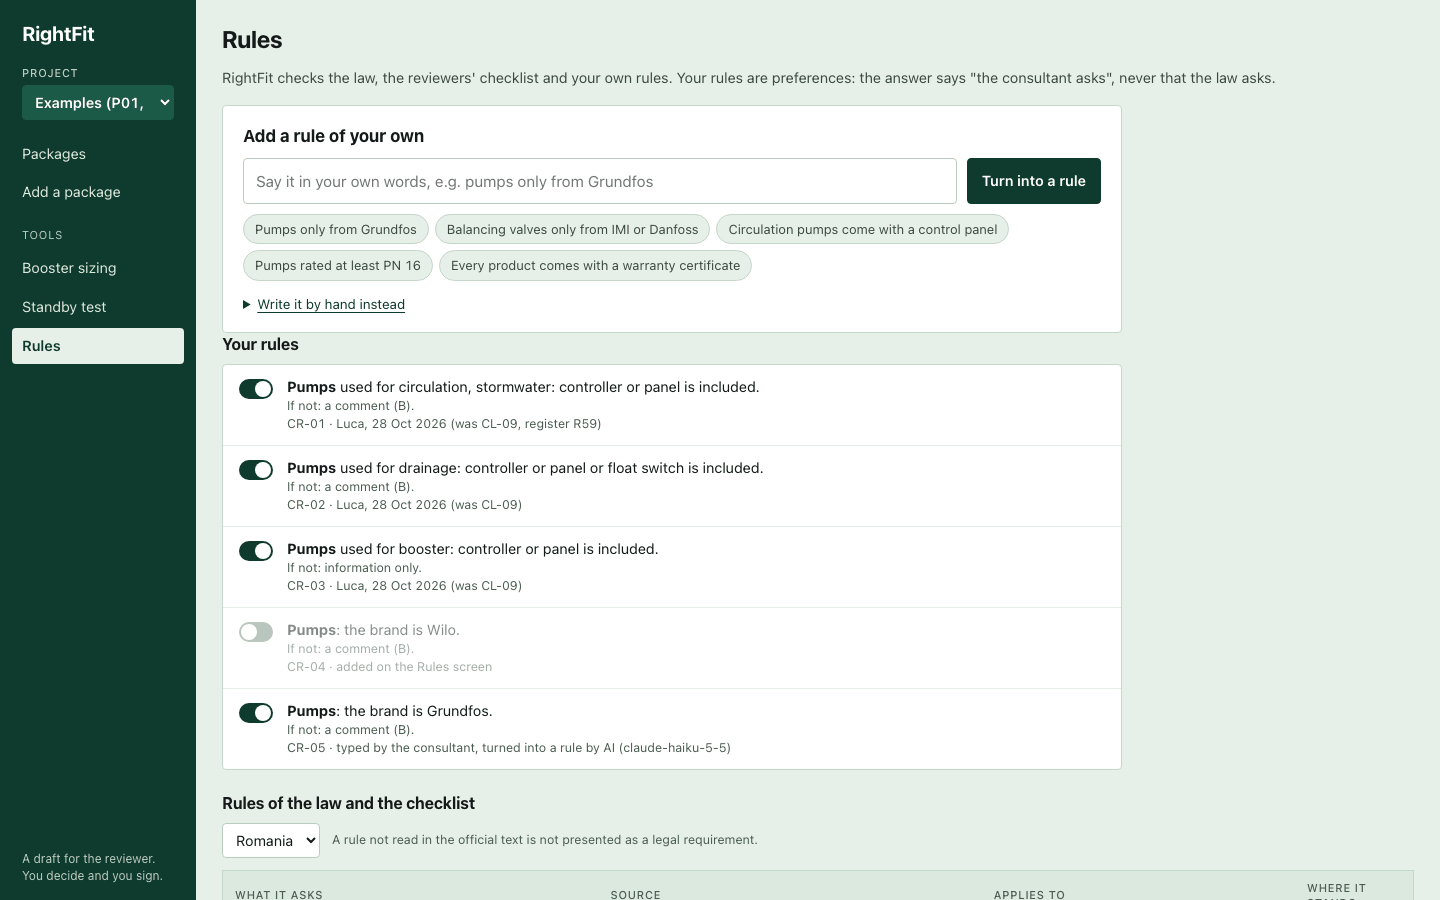 RightFit
PROJECT
Examples (P01,
Packages
Add a package
TOOLS
Booster sizing
Standby test
Rules
A draft for the reviewer.
You decide and you sign.
Rules
RightFit checks the law, the reviewers' checklist and your own rules. Your rules are preferences: the answer says "the consultant asks", never that the law asks.
Add a rule of your own
Say it in your own words, e.g. pumps only from Grundfos
Turn into a rule
Pumps only from Grundfos
Balancing valves only from IMI or Danfoss
Circulation pumps come with a control panel
Pumps rated at least PN 16
Every product comes with a warranty certificate
Write it by hand instead
Your rules
Pumps used for circulation, stormwater: controller or panel is included.
If not: a comment (B).
CR-01 · Luca, 28 Oct 2026 (was CL-09, register R59)
Pumps used for drainage: controller or panel or float switch is included.
If not: a comment (B).
CR-02 · Luca, 28 Oct 2026 (was CL-09)
Pumps used for booster: controller or panel is included.
If not: information only.
CR-03 · Luca, 28 Oct 2026 (was CL-09)
Pumps: the brand is Wilo.
If not: a comment (B).
CR-04 · added on the Rules screen
Pumps: the brand is Grundfos.
If not: a comment (B).
CR-05 · typed by the consultant, turned into a rule by AI (claude-haiku-5-5)
Rules of the law and the checklist
Romania
A rule not read in the official text is not presented as a legal requirement.
WHAT IT ASKS
SOURCE
APPLIES TO
WHERE IT